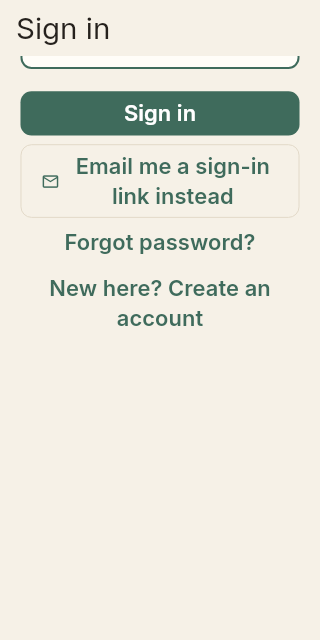 Sign in
Sign in
Email me a sign-in
link instead
Forgot password?
New here? Create an
account